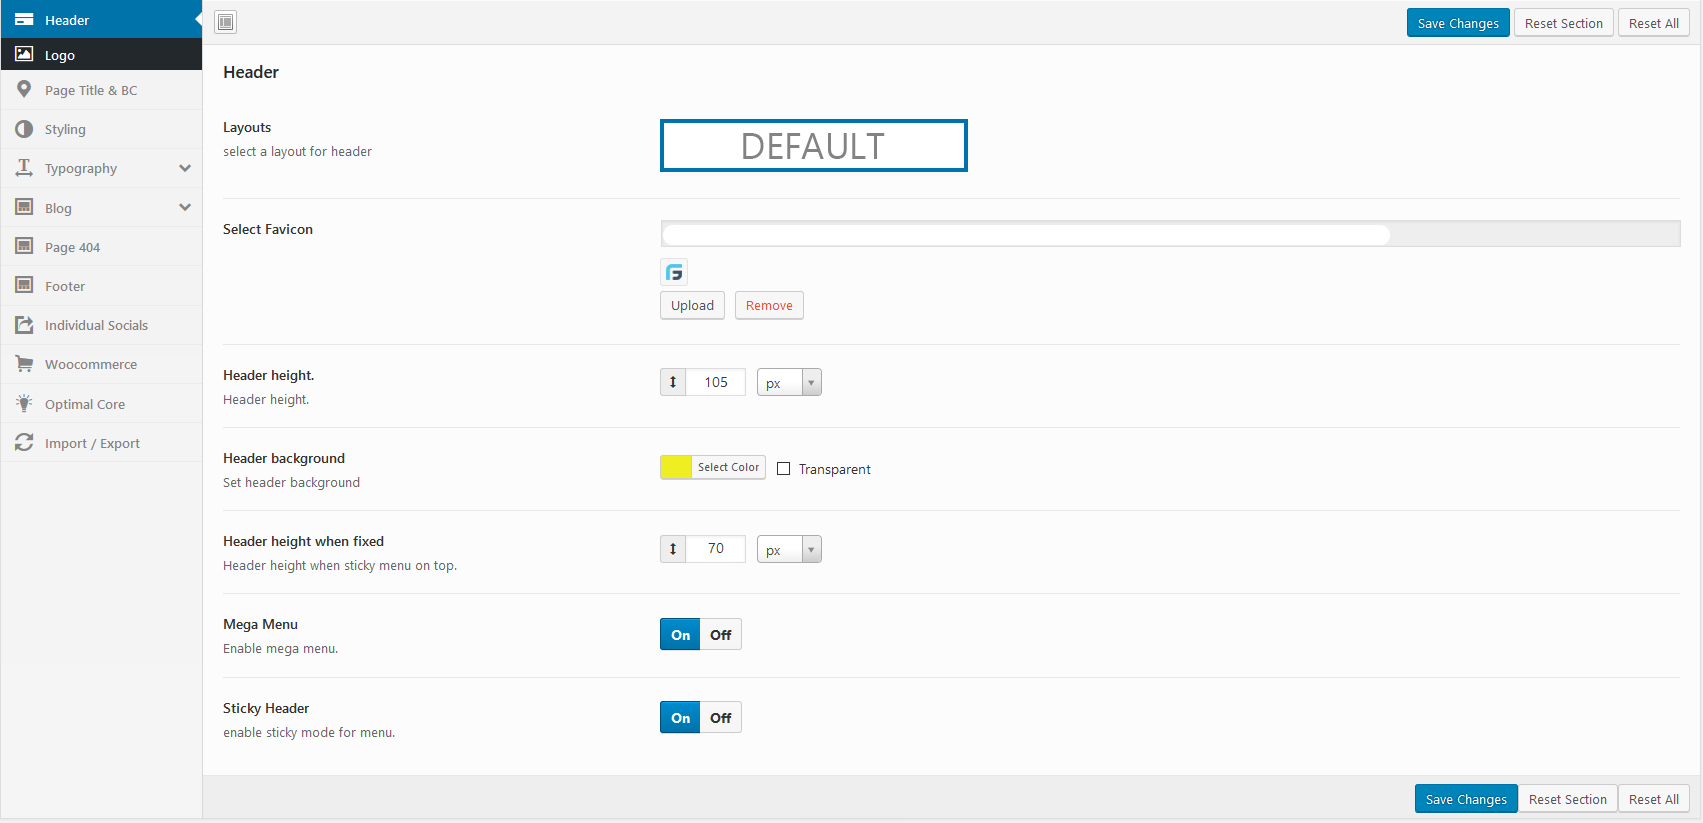 Header
Logo
Page Title & BC
Styling
Typography
Blog
Page 404
Footer
Individual Socials
Woocommerce
Optimal Core
Import / Export
Save Changes Reset Section Reset All
Header
Layouts
select a layout for header
DEFAULT
Select Favicon
Upload Remove
Header height.
Header height.
105 px
Header background
Set header background
Select Color Transparent
Header height when fixed
Header height when sticky menu on top.
70 px
Mega Menu
Enable mega menu.
On Off
Sticky Header
enable sticky mode for menu.
On Off
Save Changes Reset Section Reset All